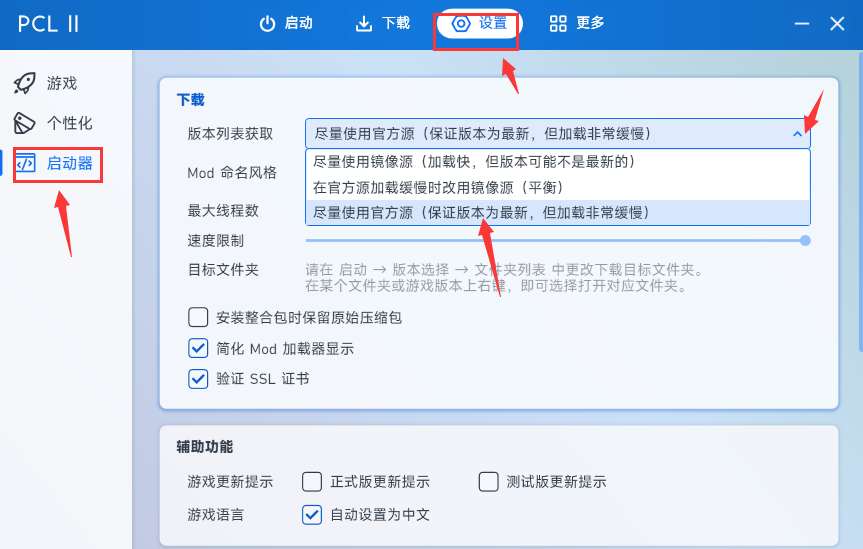 PCL II
启动 下载 设置 更多
游戏
个性化
启动器
下载
版本列表获取 尽量使用官方源（保证版本为最新，但加载非常缓慢）
尽量使用镜像源（加载快，但版本可能不是最新的）
Mod 命名风格
在官方源加载缓慢时改用镜像源（平衡）
最大线程数 尽量使用官方源（保证版本为最新，但加载非常缓慢）
速度限制
目标文件夹 请在 启动 → 版本选择 → 文件夹列表 中更改下载目标文件夹。
在某个文件夹或游戏版本上右键，即可选择打开对应文件夹。
安装整合包时保留原始压缩包
简化 Mod 加载器显示
验证 SSL 证书
辅助功能
游戏更新提示 正式版更新提示 测试版更新提示
游戏语言 自动设置为中文